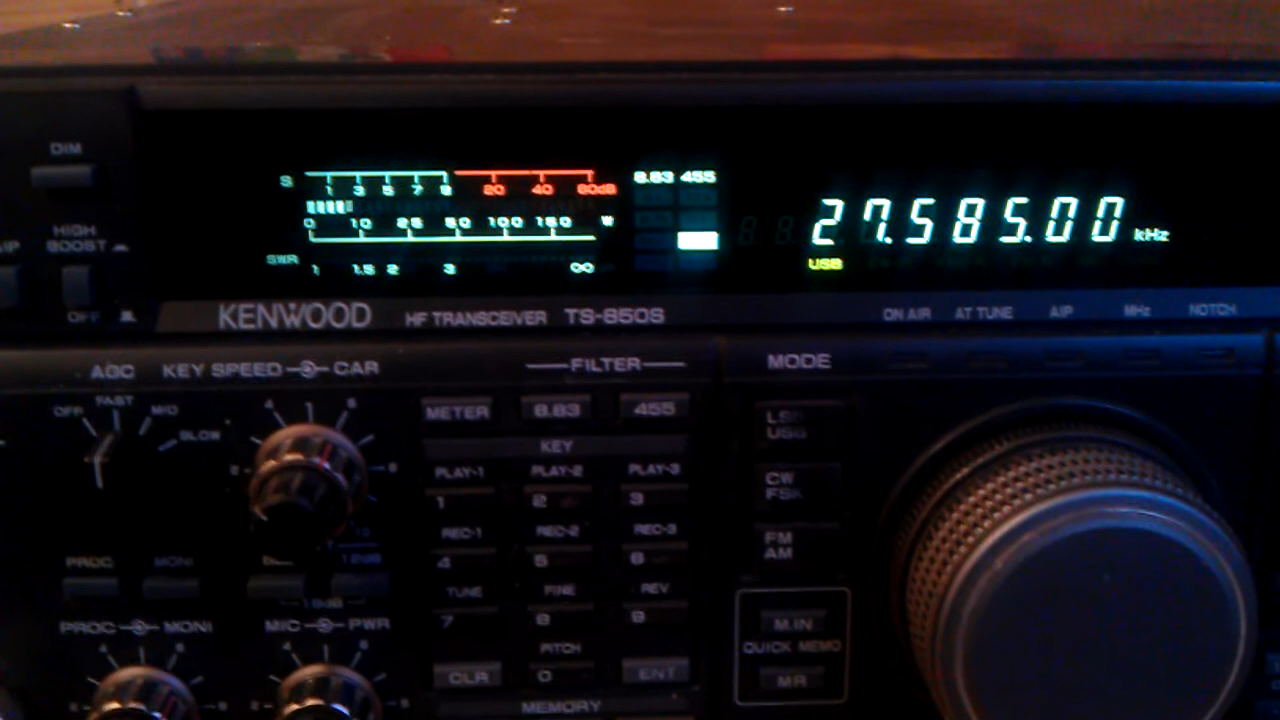 DIM
HIGH
BOOST
OFF
S 1 3 5 7 9 20 40 60dB
0 10 25 50 100 150 W
SWR 1 1.5 2 3 ∞
8.83 455
27.585.00 kHz
USB
KENWOOD HF TRANSCEIVER TS-850S
ON AIR AT TUNE AIP MHz NOTCH
AGC KEY SPEED CAR
OFF FAST MID SLOW
FILTER
METER 8.83 455
KEY
PLAY-1 PLAY-2 PLAY-3
1 2 3
REC-1 REC-2 REC-3
4 5 6
TUNE FINE REV
7 8 9
PITCH
CLR 0 ENT
MEMORY
MODE
LSB
USB
CW
FSK
FM
AM
M.IN
QUICK MEMO
MR
PROC MONI
PROC MONI MIC PWR